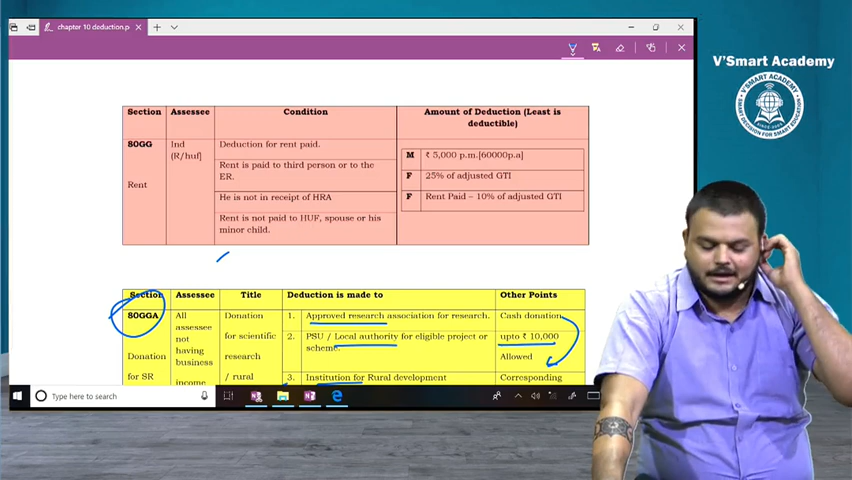 chapter 10 deduction.p
V'Smart Academy
V'SMART ACADEMY
SINCE-2006
SMART DECISION FOR SMART EDUCATION
Section Assessee Condition Amount of Deduction (Least is deductible)
80GG
Rent
Ind
(R/huf]
Deduction for rent paid.
Rent is paid to third person or to the
ER.
He is not in receipt of HRA
Rent is not paid to HUF, spouse or his
minor child.
M ₹ 5,000 p.m.[60000p.a]
F 25% of adjusted GTI
F Rent Paid – 10% of adjusted GTI
Section Assessee Title Deduction is made to Other Points
80GGA
Donation
for SR
All
assessee
not
having
business
income
Donation
for scientific
research
/ rural
1. Approved research association for research.
2. PSU / Local authority for eligible project or
scheme.
3. Institution for Rural development
Cash donation
upto ₹ 10,000
Allowed
Corresponding
Type here to search